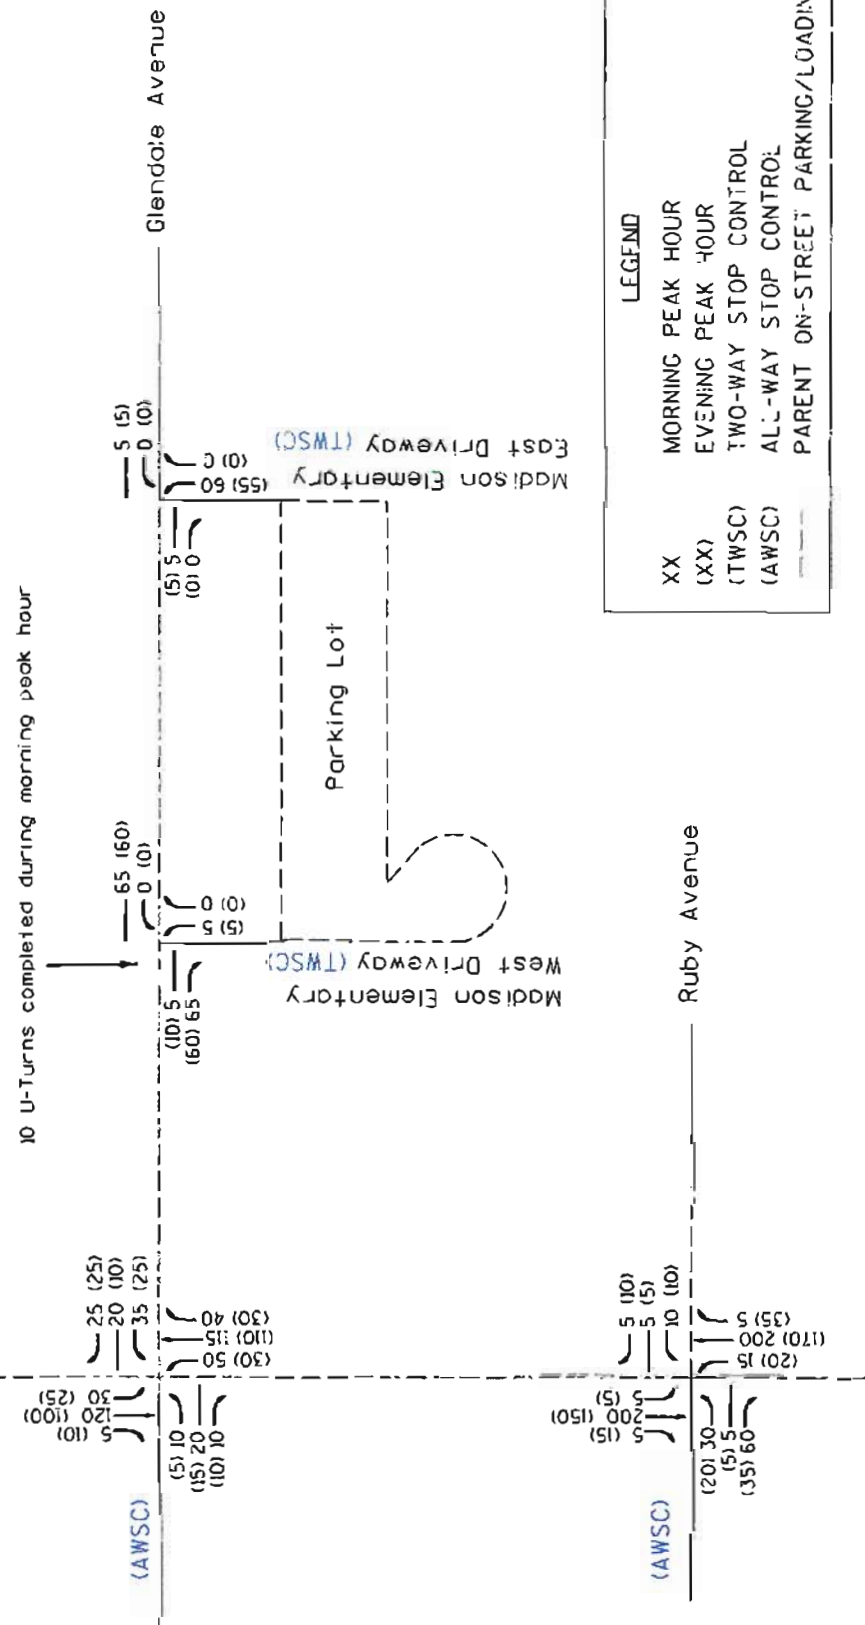 10 U-Turns completed during morning peak hour
Glendale Avenue
(AWSC)
5 (10)
120 (100)
30 (25)
25 (25)
20 (10)
35 (25)
(5) 10
(15) 20
(10) 10
50 (30)
115 (110)
40 (30)
65 (60)
0 (0)
(10) 5
(60) 65
5 (5)
0 (0)
Madison Elementary
West Driveway (TWSC)
Parking Lot
5 (5)
0 (0)
(5) 5
(0) 0
60 (55)
0 (0)
Madison Elementary
East Driveway (TWSC)
Ruby Avenue
(AWSC)
5 (15)
200 (150)
5 (5)
5 (10)
5 (5)
10 (10)
(20) 30
(5) 5
(35) 60
15 (20)
200 (170)
5 (35)
LEGEND
XX MORNING PEAK HOUR
(XX) EVENING PEAK HOUR
(TWSC) TWO-WAY STOP CONTROL
(AWSC) ALL-WAY STOP CONTROL
PARENT ON-STREET PARKING/LOADIN